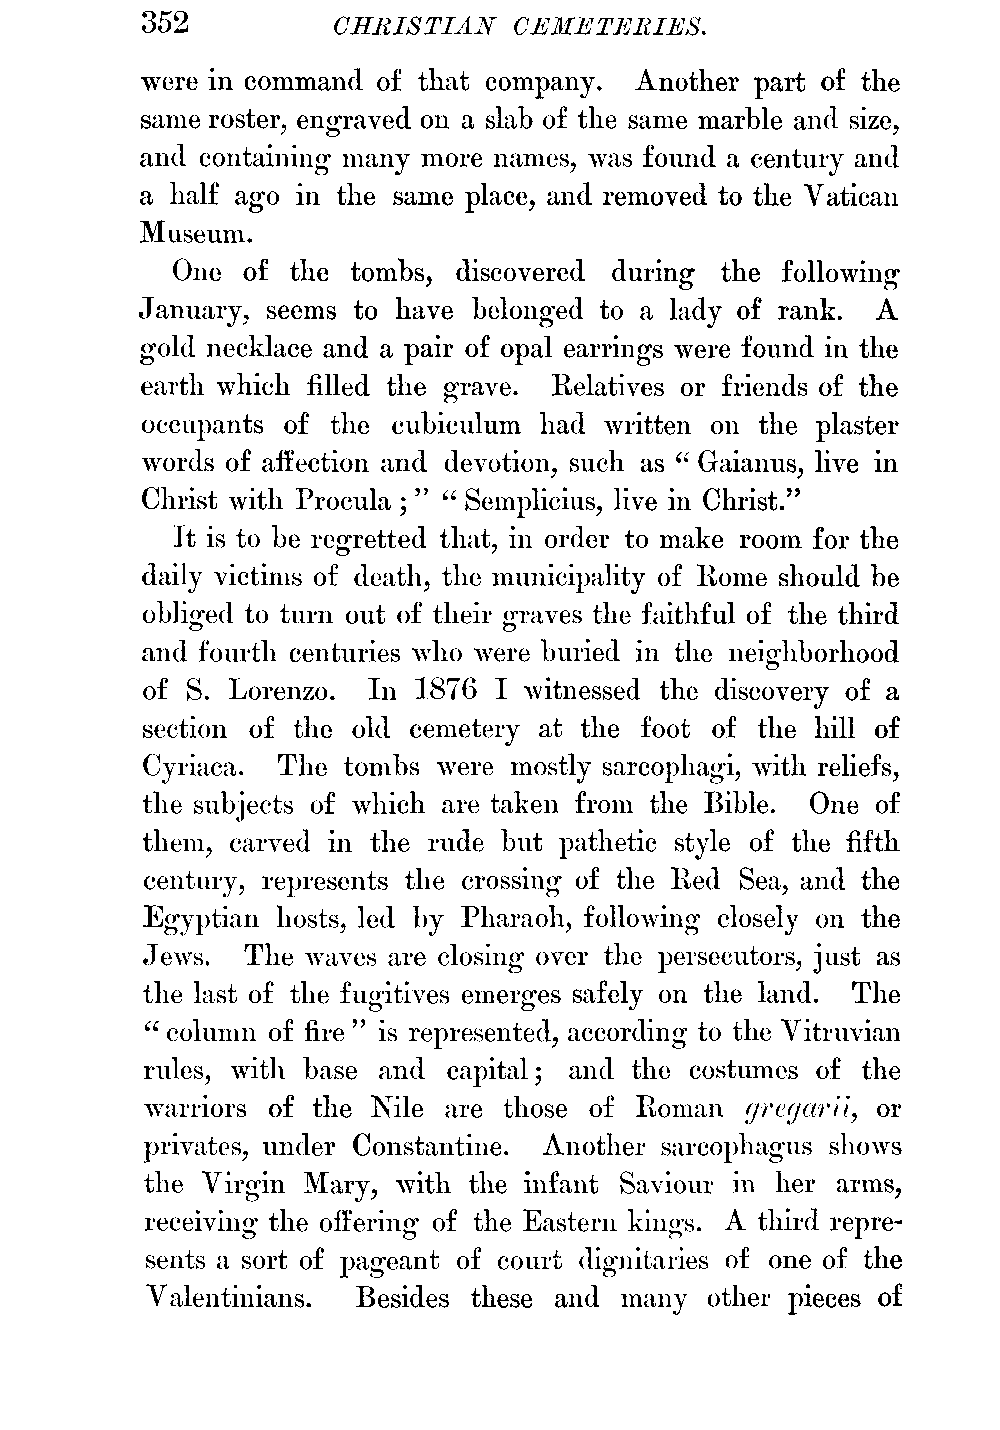 352 CHRISTIAN CEMETERIES.
were in command of that company. Another part of the
same roster, engraved on a slab of the same marble and size,
and containing many more names, was found a century and
a half ago in the same place, and removed to the Vatican
Museum.
One of the tombs, discovered during the following
January, seems to have belonged to a lady of rank. A
gold necklace and a pair of opal earrings were found in the
earth which filled the grave. Relatives or friends of the
occupants of the cubiculum had written on the plaster
words of affection and devotion, such as “ Gaianus, live in
Christ with Procula ; ” “ Semplicius, live in Christ.”
It is to be regretted that, in order to make room for the
daily victims of death, the municipality of Rome should be
obliged to turn out of their graves the faithful of the third
and fourth centuries who were buried in the neighborhood
of S. Lorenzo. In 1876 I witnessed the discovery of a
section of the old cemetery at the foot of the hill of
Cyriaca. The tombs were mostly sarcophagi, with reliefs,
the subjects of which are taken from the Bible. One of
them, carved in the rude but pathetic style of the fifth
century, represents the crossing of the Red Sea, and the
Egyptian hosts, led by Pharaoh, following closely on the
Jews. The waves are closing over the persecutors, just as
the last of the fugitives emerges safely on the land. The
“ column of fire ” is represented, according to the Vitruvian
rules, with base and capital; and the costumes of the
warriors of the Nile are those of Roman gregarii, or
privates, under Constantine. Another sarcophagus shows
the Virgin Mary, with the infant Saviour in her arms,
receiving the offering of the Eastern kings. A third repre-
sents a sort of pageant of court dignitaries of one of the
Valentinians. Besides these and many other pieces of